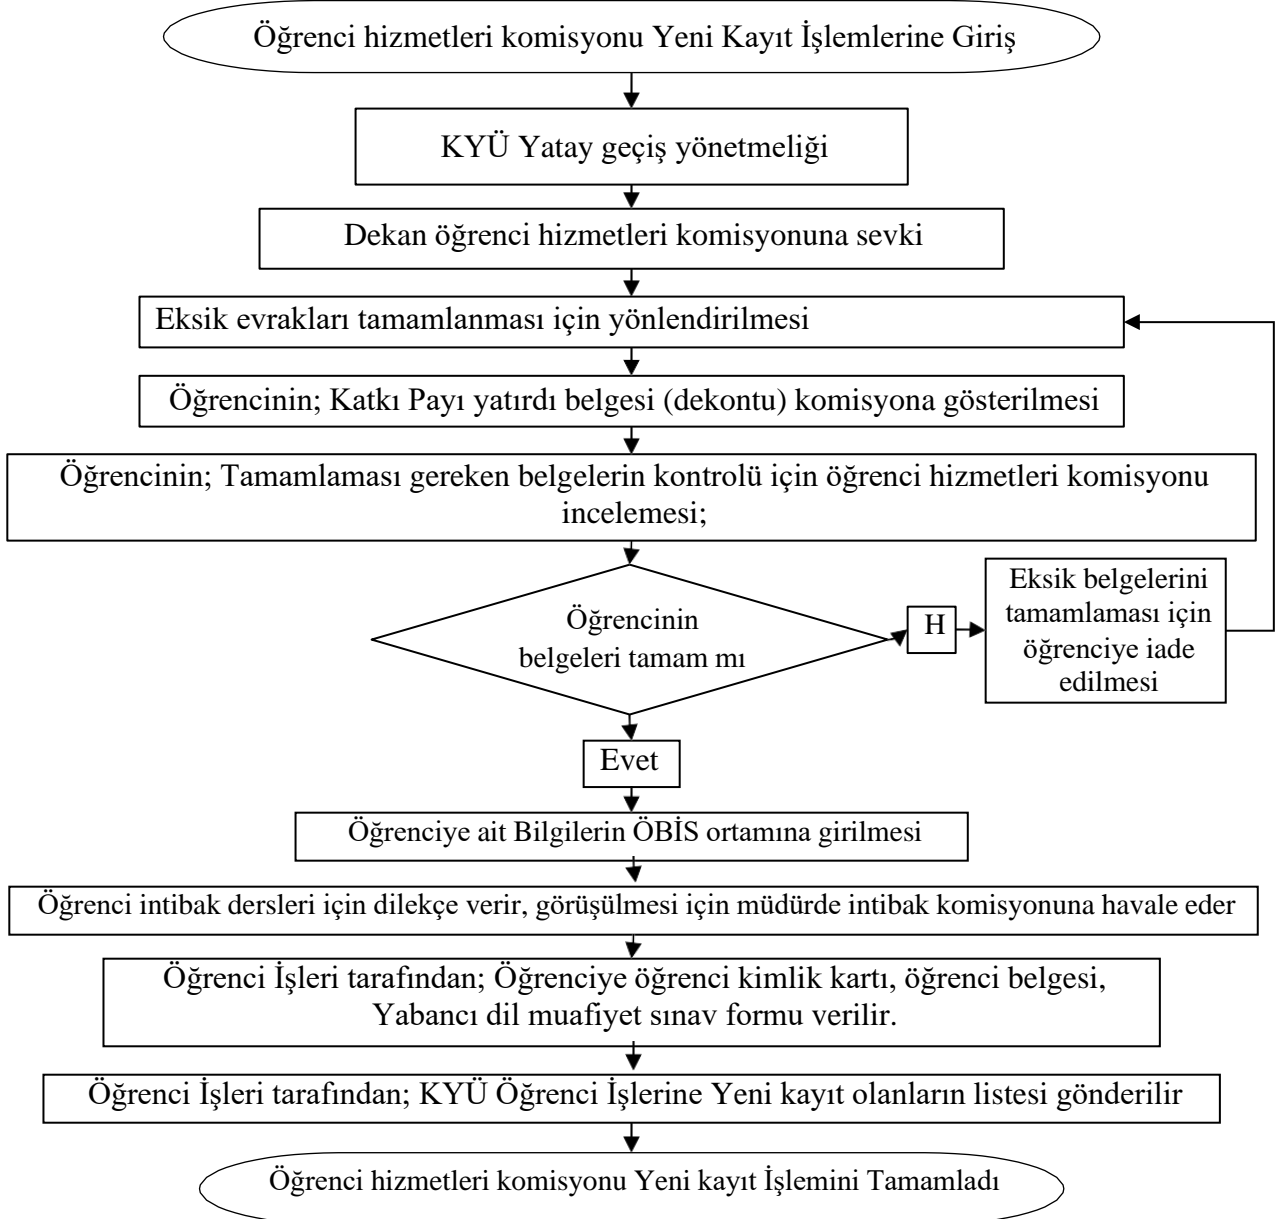 Öğrenci hizmetleri komisyonu Yeni Kayıt İşlemlerine Giriş
KYÜ Yatay geçiş yönetmeliği
Dekan öğrenci hizmetleri komisyonuna sevki
Eksik evrakları tamamlanması için yönlendirilmesi
Öğrencinin; Katkı Payı yatırdı belgesi (dekontu) komisyona gösterilmesi
Öğrencinin; Tamamlaması gereken belgelerin kontrolü için öğrenci hizmetleri komisyonu
incelemesi;
Öğrencinin
belgeleri tamam mı
H
Eksik belgelerini
tamamlaması için
öğrenciye iade
edilmesi
Evet
Öğrenciye ait Bilgilerin ÖBİS ortamına girilmesi
Öğrenci intibak dersleri için dilekçe verir, görüşülmesi için müdürde intibak komisyonuna havale eder
Öğrenci İşleri tarafından; Öğrenciye öğrenci kimlik kartı, öğrenci belgesi,
Yabancı dil muafiyet sınav formu verilir.
Öğrenci İşleri tarafından; KYÜ Öğrenci İşlerine Yeni kayıt olanların listesi gönderilir
Öğrenci hizmetleri komisyonu Yeni kayıt İşlemini Tamamladı